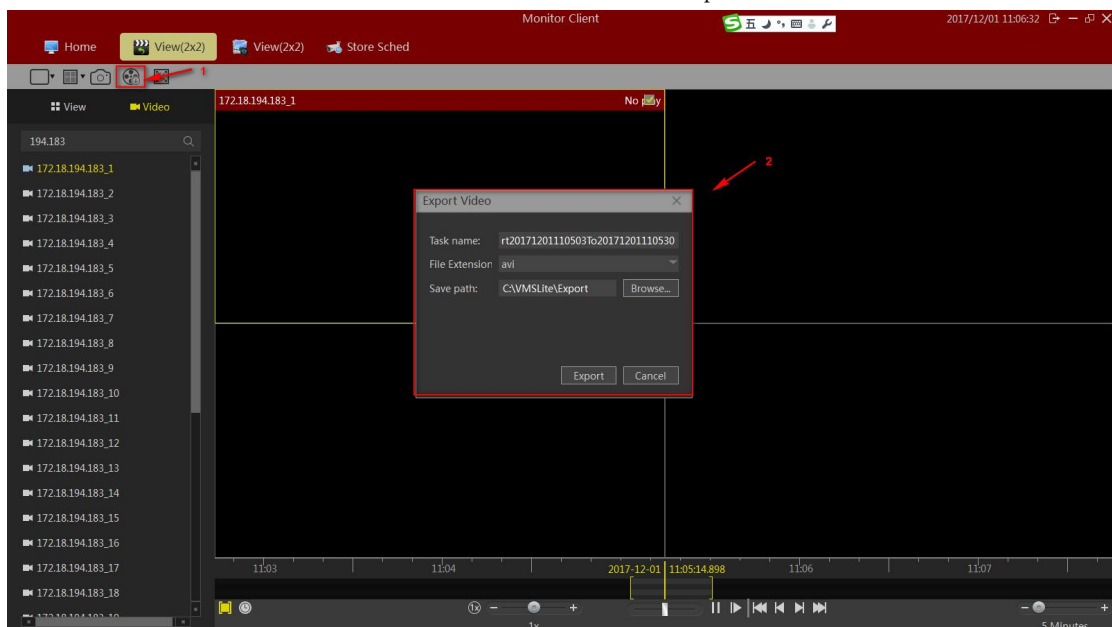 Monitor Client
五
2017/12/01 11:06:32
Home
View(2x2)
View(2x2)
Store Sched
1
View
Video
172.18.194.183_1
No play
194.183
172.18.194.183_1
172.18.194.183_2
172.18.194.183_3
172.18.194.183_4
172.18.194.183_5
172.18.194.183_6
172.18.194.183_7
172.18.194.183_8
172.18.194.183_9
172.18.194.183_10
172.18.194.183_11
172.18.194.183_12
172.18.194.183_13
172.18.194.183_14
172.18.194.183_15
172.18.194.183_16
172.18.194.183_17
172.18.194.183_18
2
Export Video
Task name: rt20171201110503To20171201110530
File Extension avi
Save path: C:\VMSLite\Export Browse...
Export Cancel
11:03 11:04 2017-12-01 11:05:14.898 11:06 11:07
1x
1x
5 Minutes